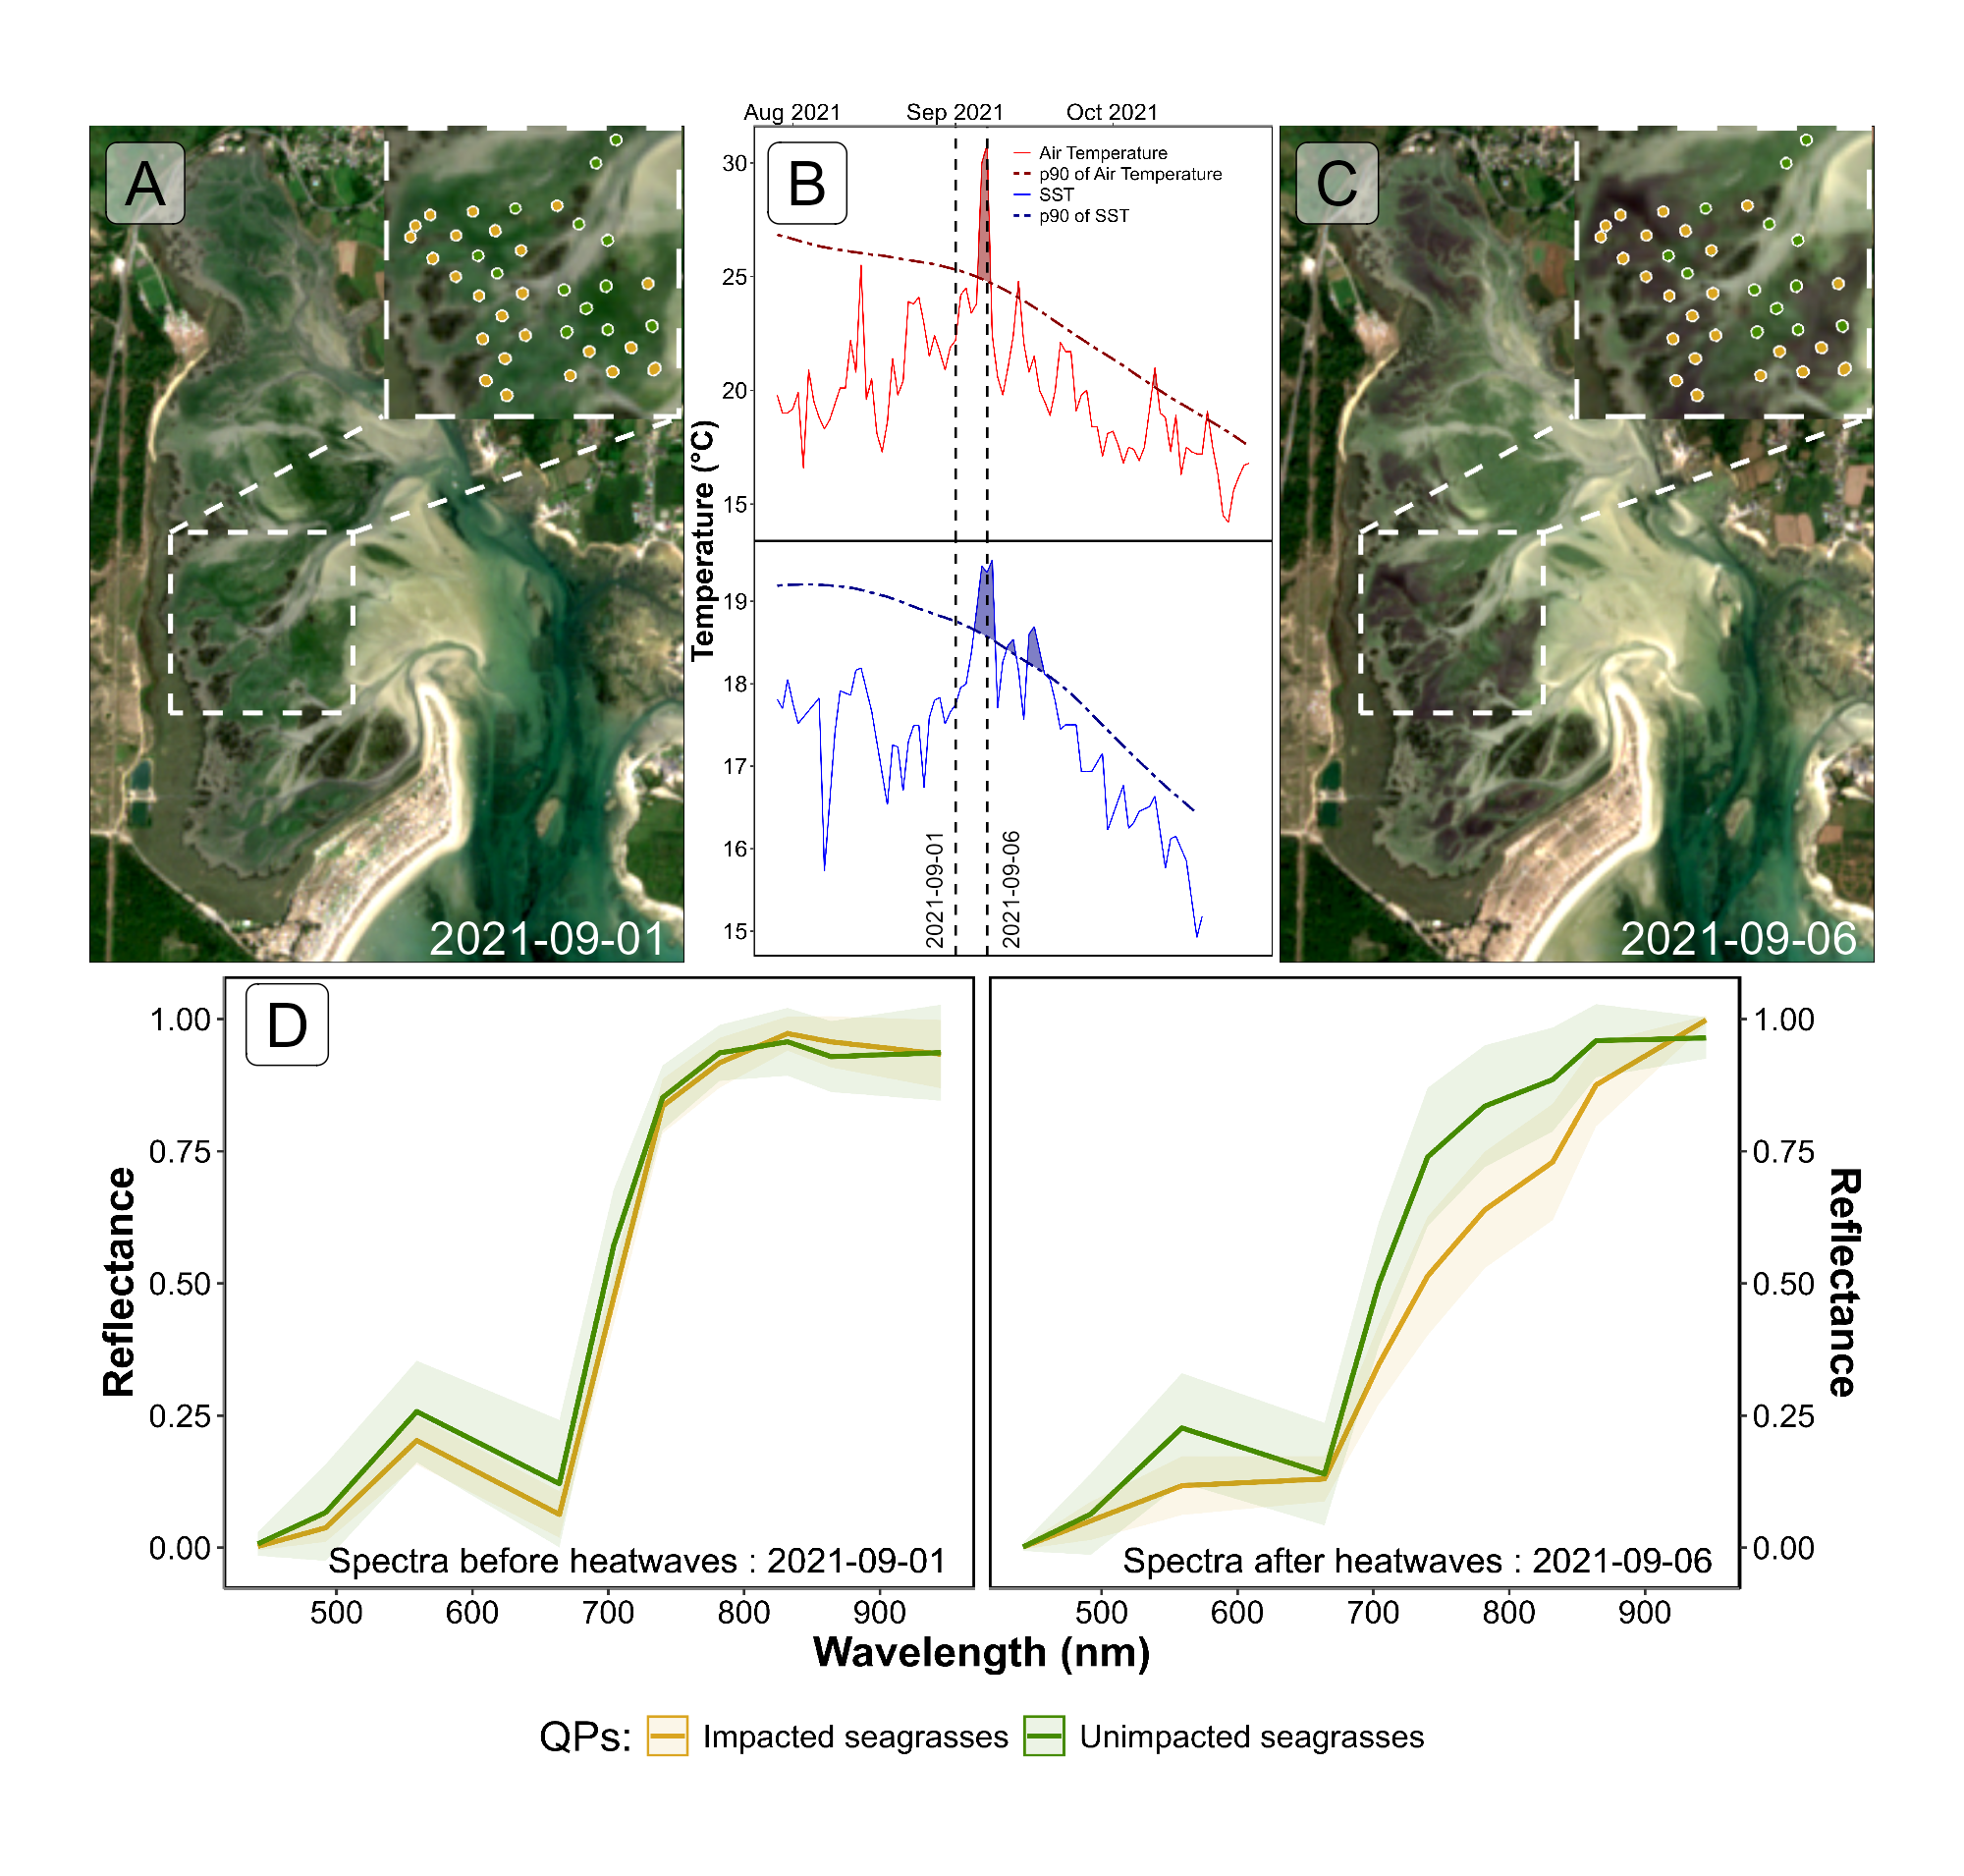 Aug 2021 Sep 2021 Oct 2021
A
B
C
Air Temperature
p90 of Air Temperature
SST
p90 of SST
30
25
20
15
Temperature (°C)
19
18
17
16
15
2021-09-01
2021-09-06
2021-09-01
2021-09-06
D
1.00
0.75
0.50
0.25
0.00
Reflectance
Spectra before heatwaves : 2021-09-01
Spectra after heatwaves : 2021-09-06
1.00
0.75
0.50
0.25
0.00
Reflectance
500 600 700 800 900
500 600 700 800 900
Wavelength (nm)
QPs: Impacted seagrasses Unimpacted seagrasses